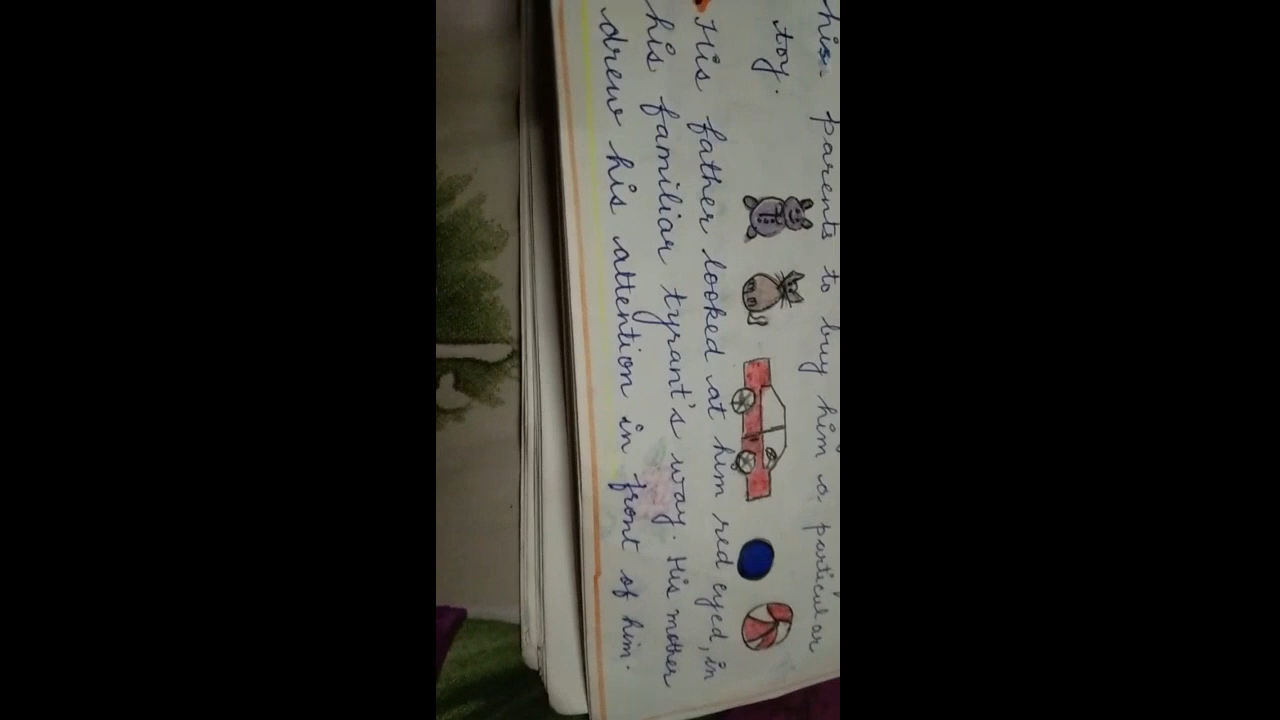 his parents to buy him a particular
toy.
His father looked at him red eyed, in
his familiar tyrant's way. His mother
drew his attention in front of him.